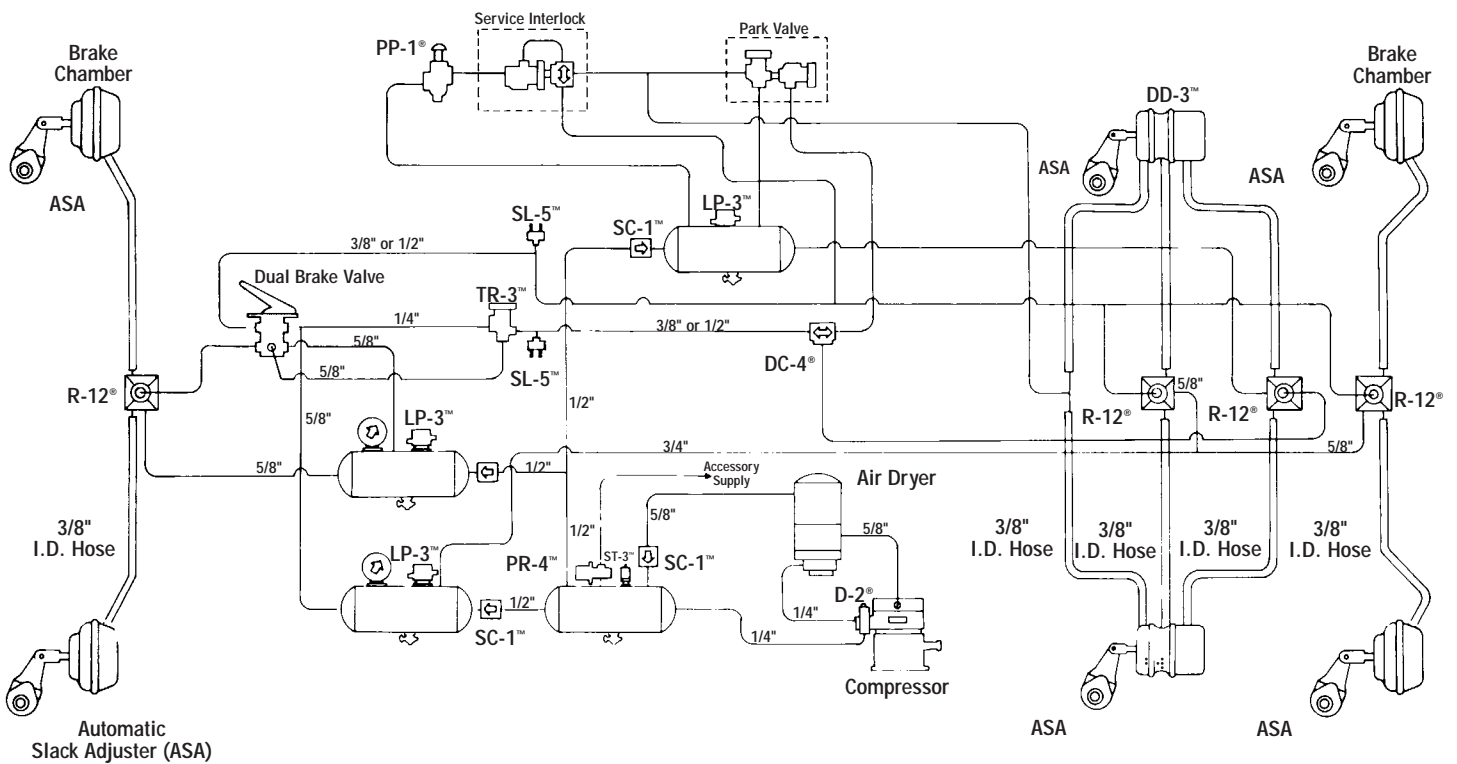 Service Interlock
Park Valve
PP-1®
Brake
Chamber
Brake
Chamber
DD-3™
ASA
ASA
ASA
SL-5™
SC-1™
LP-3™
3/8" or 1/2"
Dual Brake Valve
TR-3™
1/4"
3/8" or 1/2"
5/8"
5/8"
SL-5™
DC-4®
5/8"
R-12®
R-12®
R-12®
R-12®
1/2"
5/8"
LP-3™
3/4"
5/8"
5/8"
1/2"
Accessory
Supply
Air Dryer
5/8"
5/8"
3/8"
I.D. Hose
1/2"
3/8"
I.D. Hose
3/8"
I.D. Hose
3/8"
I.D. Hose
3/8"
I.D. Hose
LP-3™
PR-4™
ST-3™
SC-1™
D-2®
1/2"
1/4"
SC-1™
1/4"
Compressor
ASA
ASA
Automatic
Slack Adjuster (ASA)